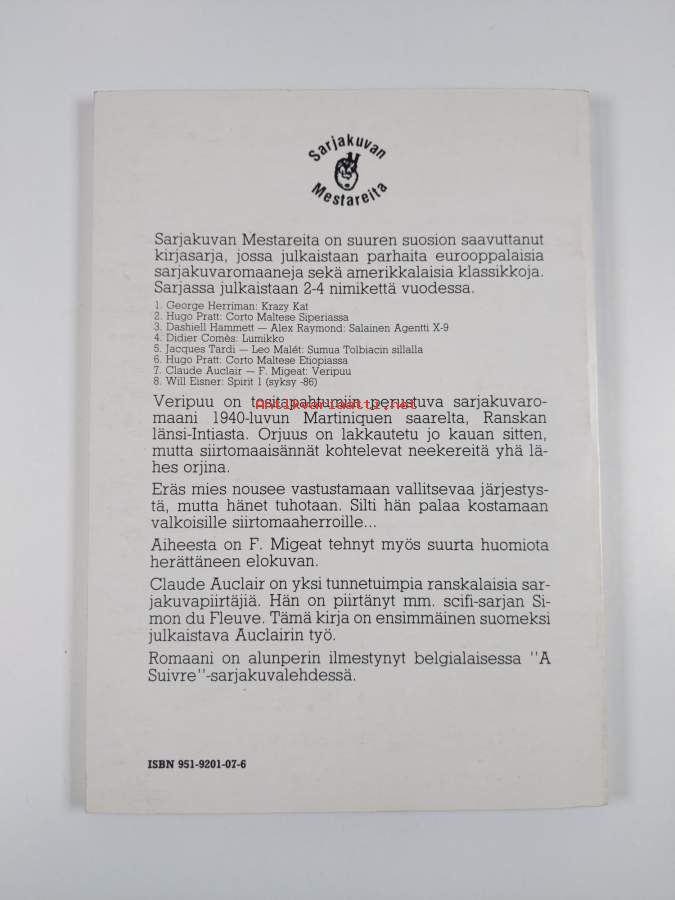 Sarjakuvan
Mestareita
Sarjakuvan Mestareita on suuren suosion saavuttanut
kirjasarja, jossa julkaistaan parhaita eurooppalaisia
sarjakuvaromaaneja sekä amerikkalaisia klassikkoja.
Sarjassa julkaistaan 2-4 nimikettä vuodessa.
1. George Herriman: Krazy Kat
2. Hugo Pratt: Corto Maltese Siperiassa
3. Dashiell Hammett — Alex Raymond: Salainen Agentti X-9
4. Didier Comès: Lumikko
5. Jacques Tardi — Leo Malét: Sumua Tolbiacin sillalla
6. Hugo Pratt: Corto Maltese Etiopiassa
7. Claude Auclair — F. Migeat: Veripuu
8. Will Eisner: Spirit 1 (syksy -86)
Veripuu on tositapahtumiin perustuva sarjakuvaro-
Antikvariaatti.net
maani 1940-luvun Martiniquen saarelta, Ranskan
länsi-Intiasta. Orjuus on lakkautetu jo kauan sitten,
mutta siirtomaaisännät kohtelevat neekereitä yhä lä-
hes orjina.
Eräs mies nousee vastustamaan vallitsevaa järjestys-
tä, mutta hänet tuhotaan. Silti hän palaa kostamaan
valkoisille siirtomaaherroille...
Aiheesta on F. Migeat tehnyt myös suurta huomiota
herättäneen elokuvan.
Claude Auclair on yksi tunnetuimpia ranskalaisia sar-
jakuvapiirtäjiä. Hän on piirtänyt mm. scifi-sarjan Si-
mon du Fleuve. Tämä kirja on ensimmäinen suomeksi
julkaistava Auclairin työ.
Romaani on alunperin ilmestynyt belgialaisessa ''A
Suivre''-sarjakuvalehdessä.
ISBN 951-9201-07-6